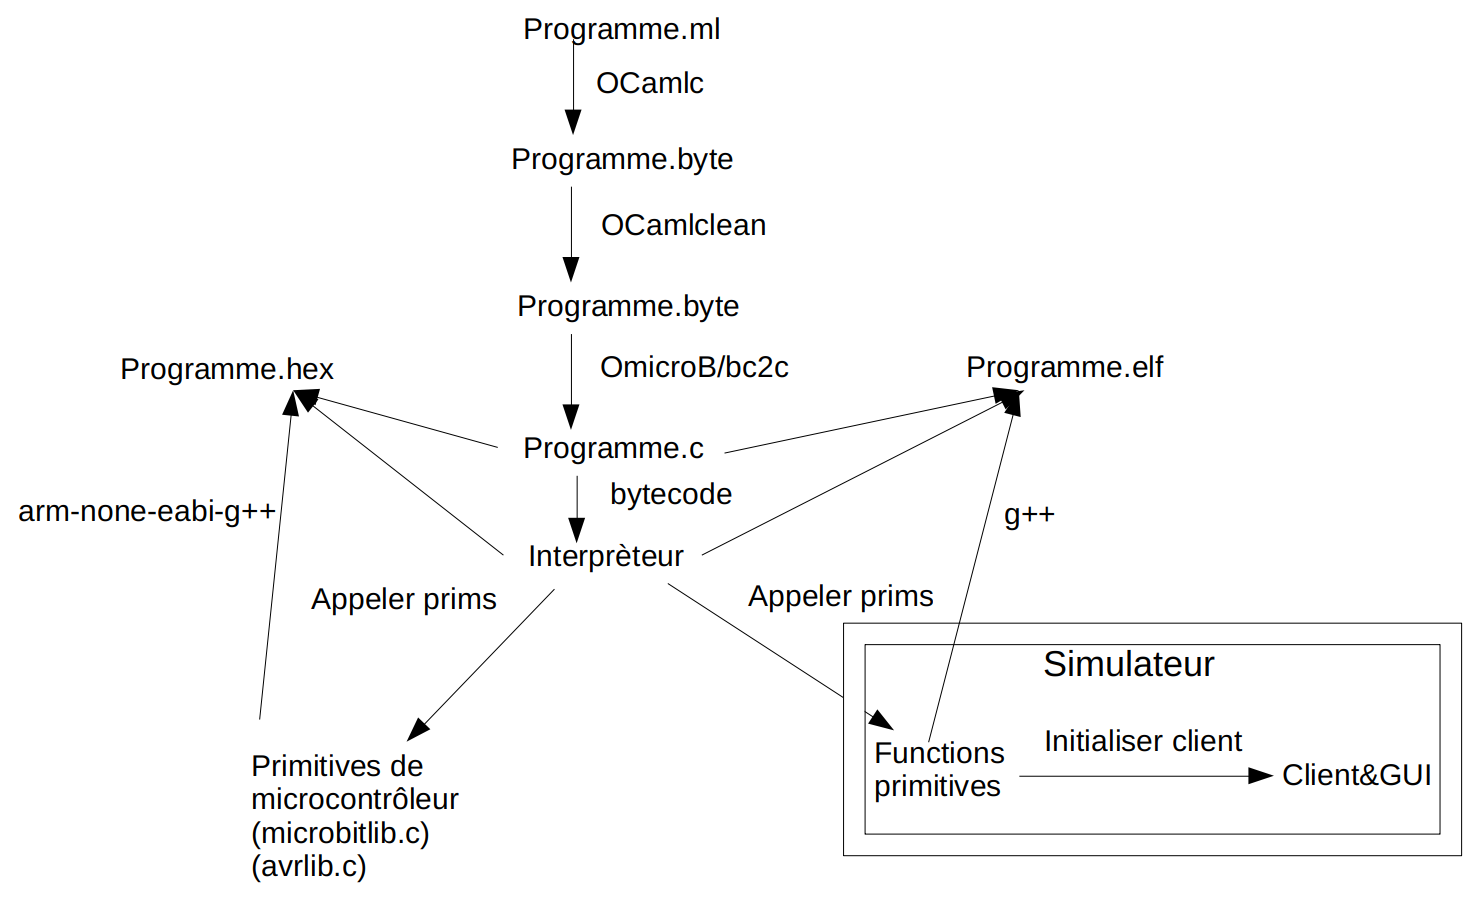 Programme.ml
OCamlc
Programme.byte
OCamlclean
Programme.byte
OmicroB/bc2c
Programme.hex
Programme.elf
Programme.c
bytecode
arm-none-eabi-g++
g++
Interprèteur
Appeler prims
Appeler prims
Simulateur
Functions
primitives
Initialiser client
Client&GUI
Primitives de
microcontrôleur
(microbitlib.c)
(avrlib.c)